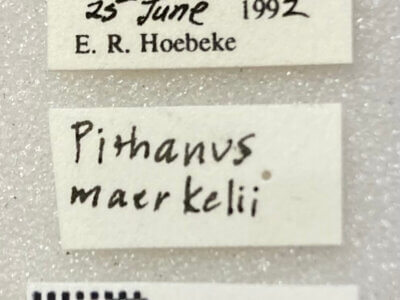 25 June 1992
E. R. Hoebeke
Pithanus
maerkelii